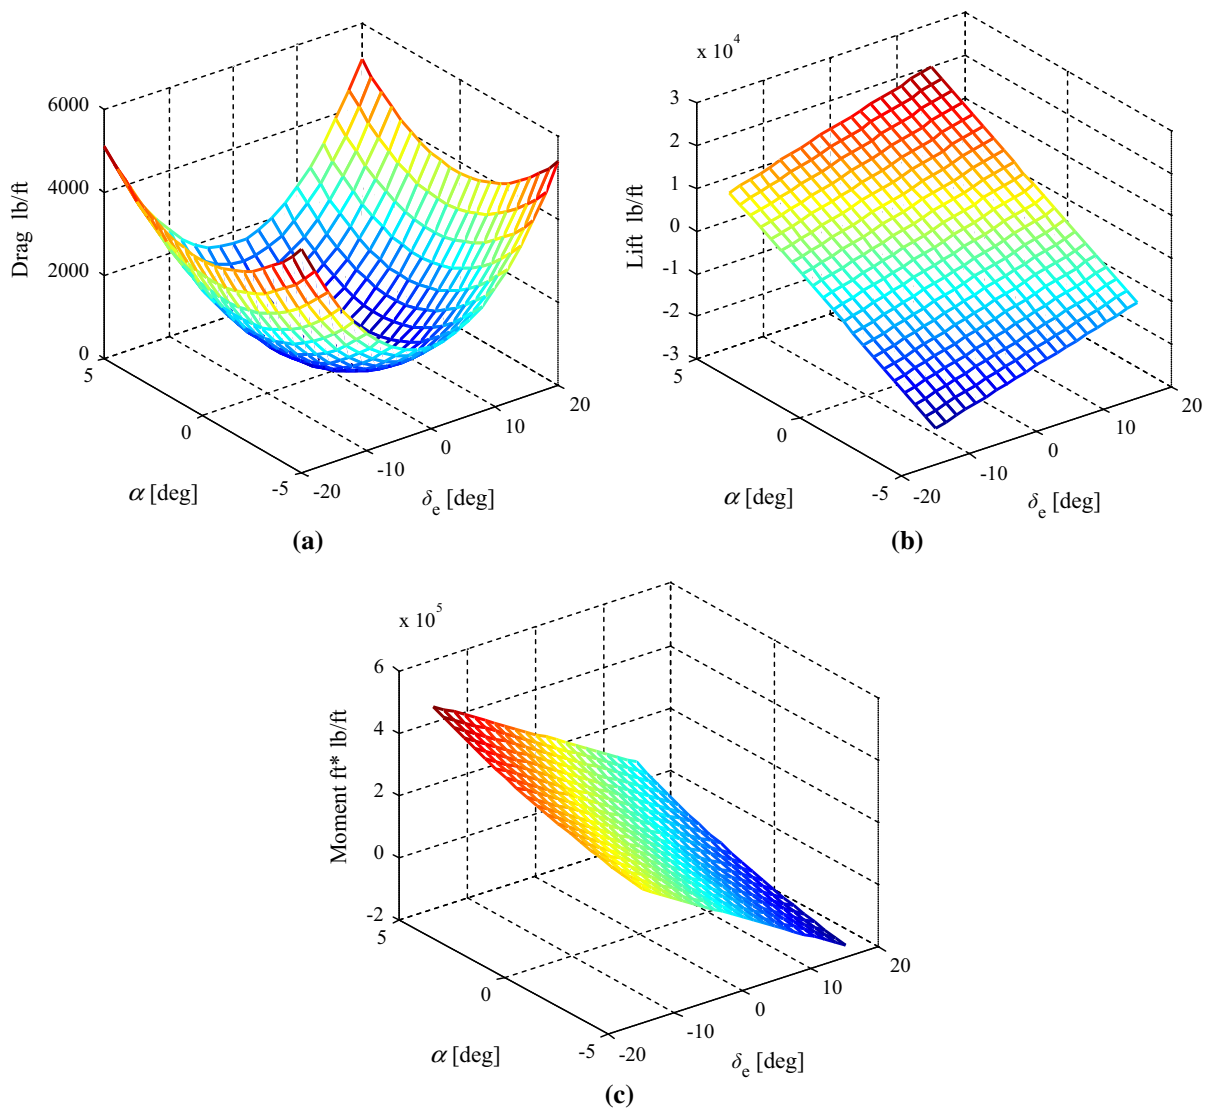 6000
4000
2000
0
Drag lb/ft
5
0
-5
α [deg]
-20
-10
0
10
20
δe [deg]
(a)
x 10^4
3
2
1
0
-1
-2
-3
Lift lb/ft
5
0
-5
α [deg]
-20
-10
0
10
20
δe [deg]
(b)
x 10^5
6
4
2
0
-2
Moment ft* lb/ft
5
0
-5
α [deg]
-20
-10
0
10
20
δe [deg]
(c)